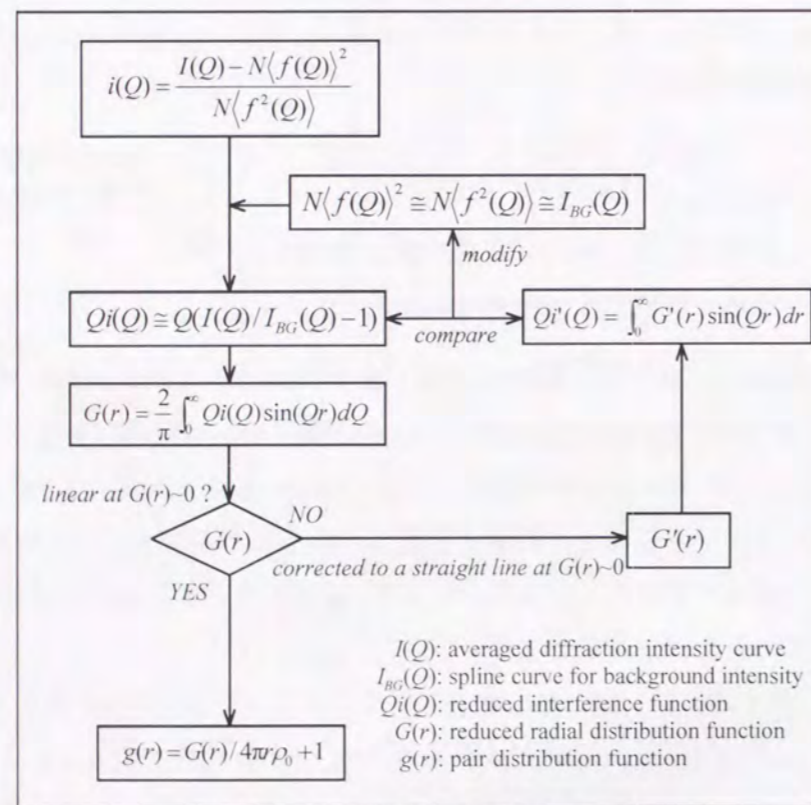 i(Q) = (I(Q) − N⟨f(Q)⟩²) / (N⟨f²(Q)⟩)
N⟨f(Q)⟩² ≅ N⟨f²(Q)⟩ ≅ I_BG(Q)
modify
Qi(Q) ≅ Q(I(Q)/I_BG(Q) − 1)
compare
Qi'(Q) = ∫₀^∞ G'(r) sin(Qr)dr
G(r) = 2/π ∫₀^∞ Qi(Q) sin(Qr)dQ
linear at G(r)~0 ?
NO
G(r)
G'(r)
corrected to a straight line at G(r)~0
YES
I(Q): averaged diffraction intensity curve
I_BG(Q): spline curve for background intensity
Qi(Q): reduced interference function
G(r): reduced radial distribution function
g(r): pair distribution function
g(r) = G(r)/4πrρ₀ + 1